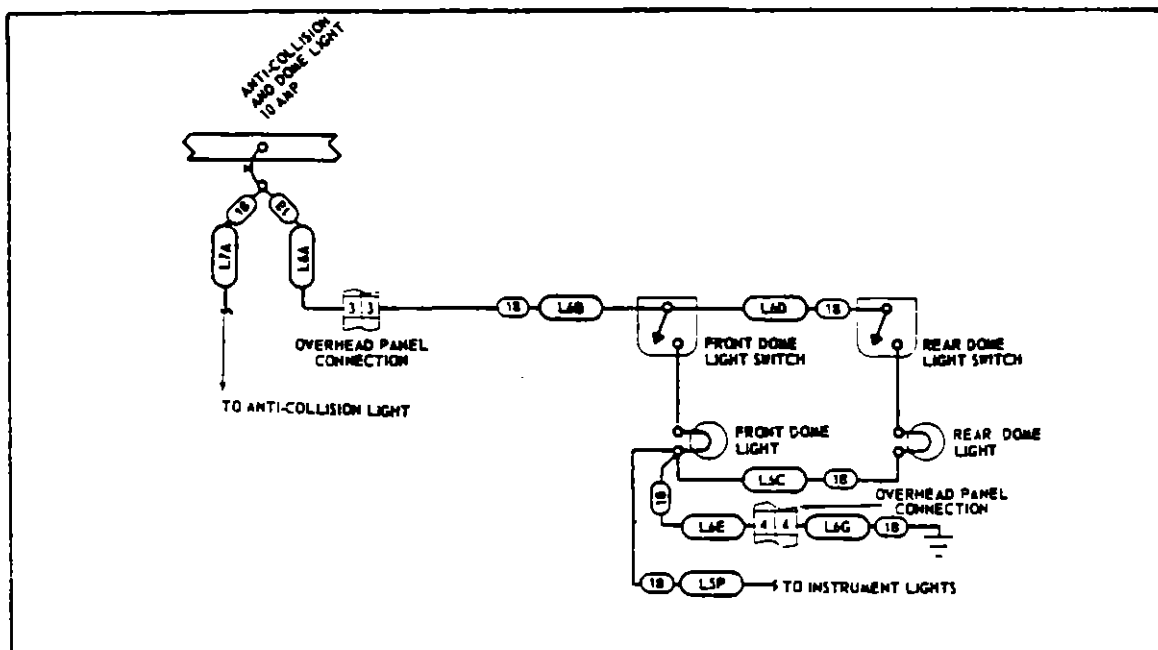 ANTI-COLLISION
AND DOME LIGHT
10 AMP
18
18
L7A
L6A
3 3
OVERHEAD PANEL
CONNECTION
18
L6B
L6D
18
FRONT DOME
LIGHT SWITCH
REAR DOME
LIGHT SWITCH
TO ANTI-COLLISION LIGHT
FRONT DOME
LIGHT
REAR DOME
LIGHT
L6C
18
OVERHEAD PANEL
CONNECTION
18
L6E
4 4
L6G
18
18
L5P
TO INSTRUMENT LIGHTS